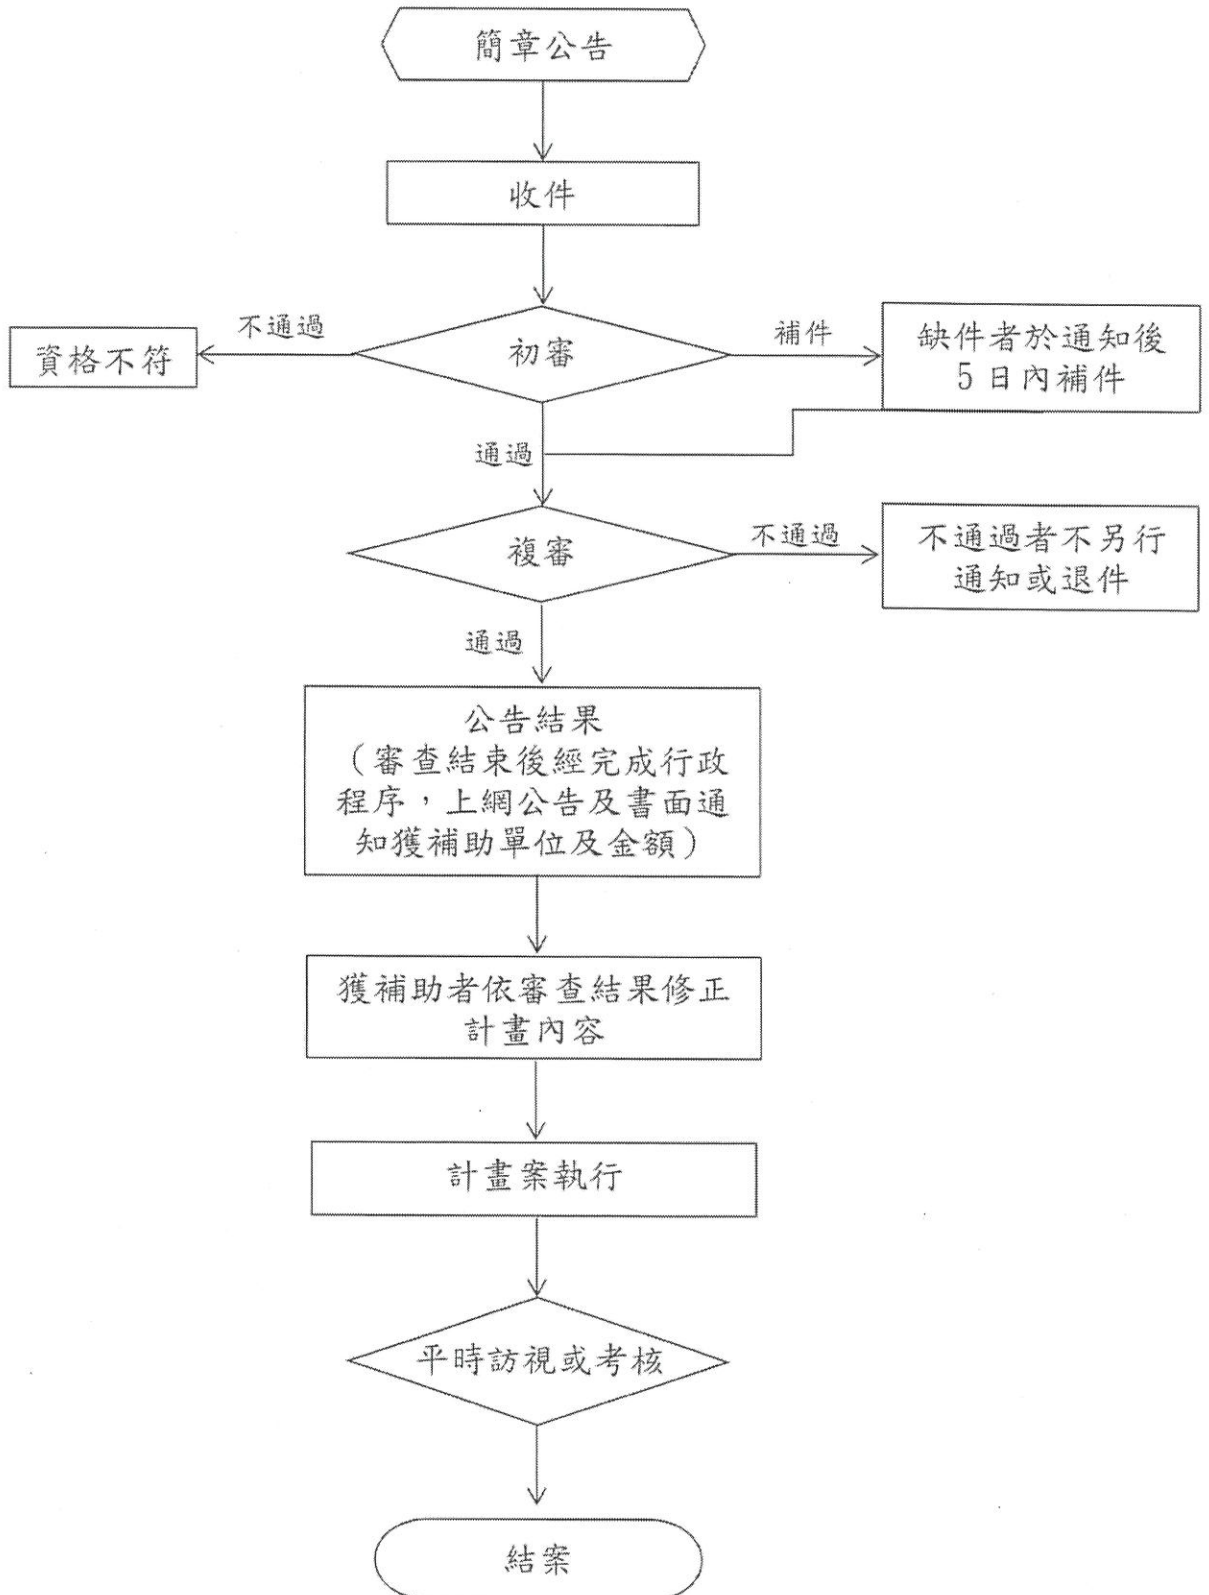 簡章公告
收件
不通過
初審
補件
資格不符
缺件者於通知後
5日內補件
通過
複審
不通過
不通過者不另行
通知或退件
通過
公告結果
（審查結束後經完成行政
程序，上網公告及書面通
知獲補助單位及金額）
獲補助者依審查結果修正
計畫內容
計畫案執行
平時訪視或考核
結案